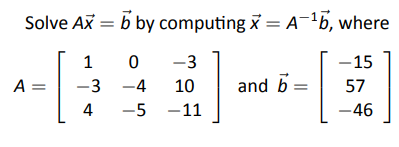 Solve Ax⃗ = b⃗ by computing x⃗ = A⁻¹b⃗, where
1 0 −3 −15
A = −3 −4 10 and b⃗ = 57
4 −5 −11 −46